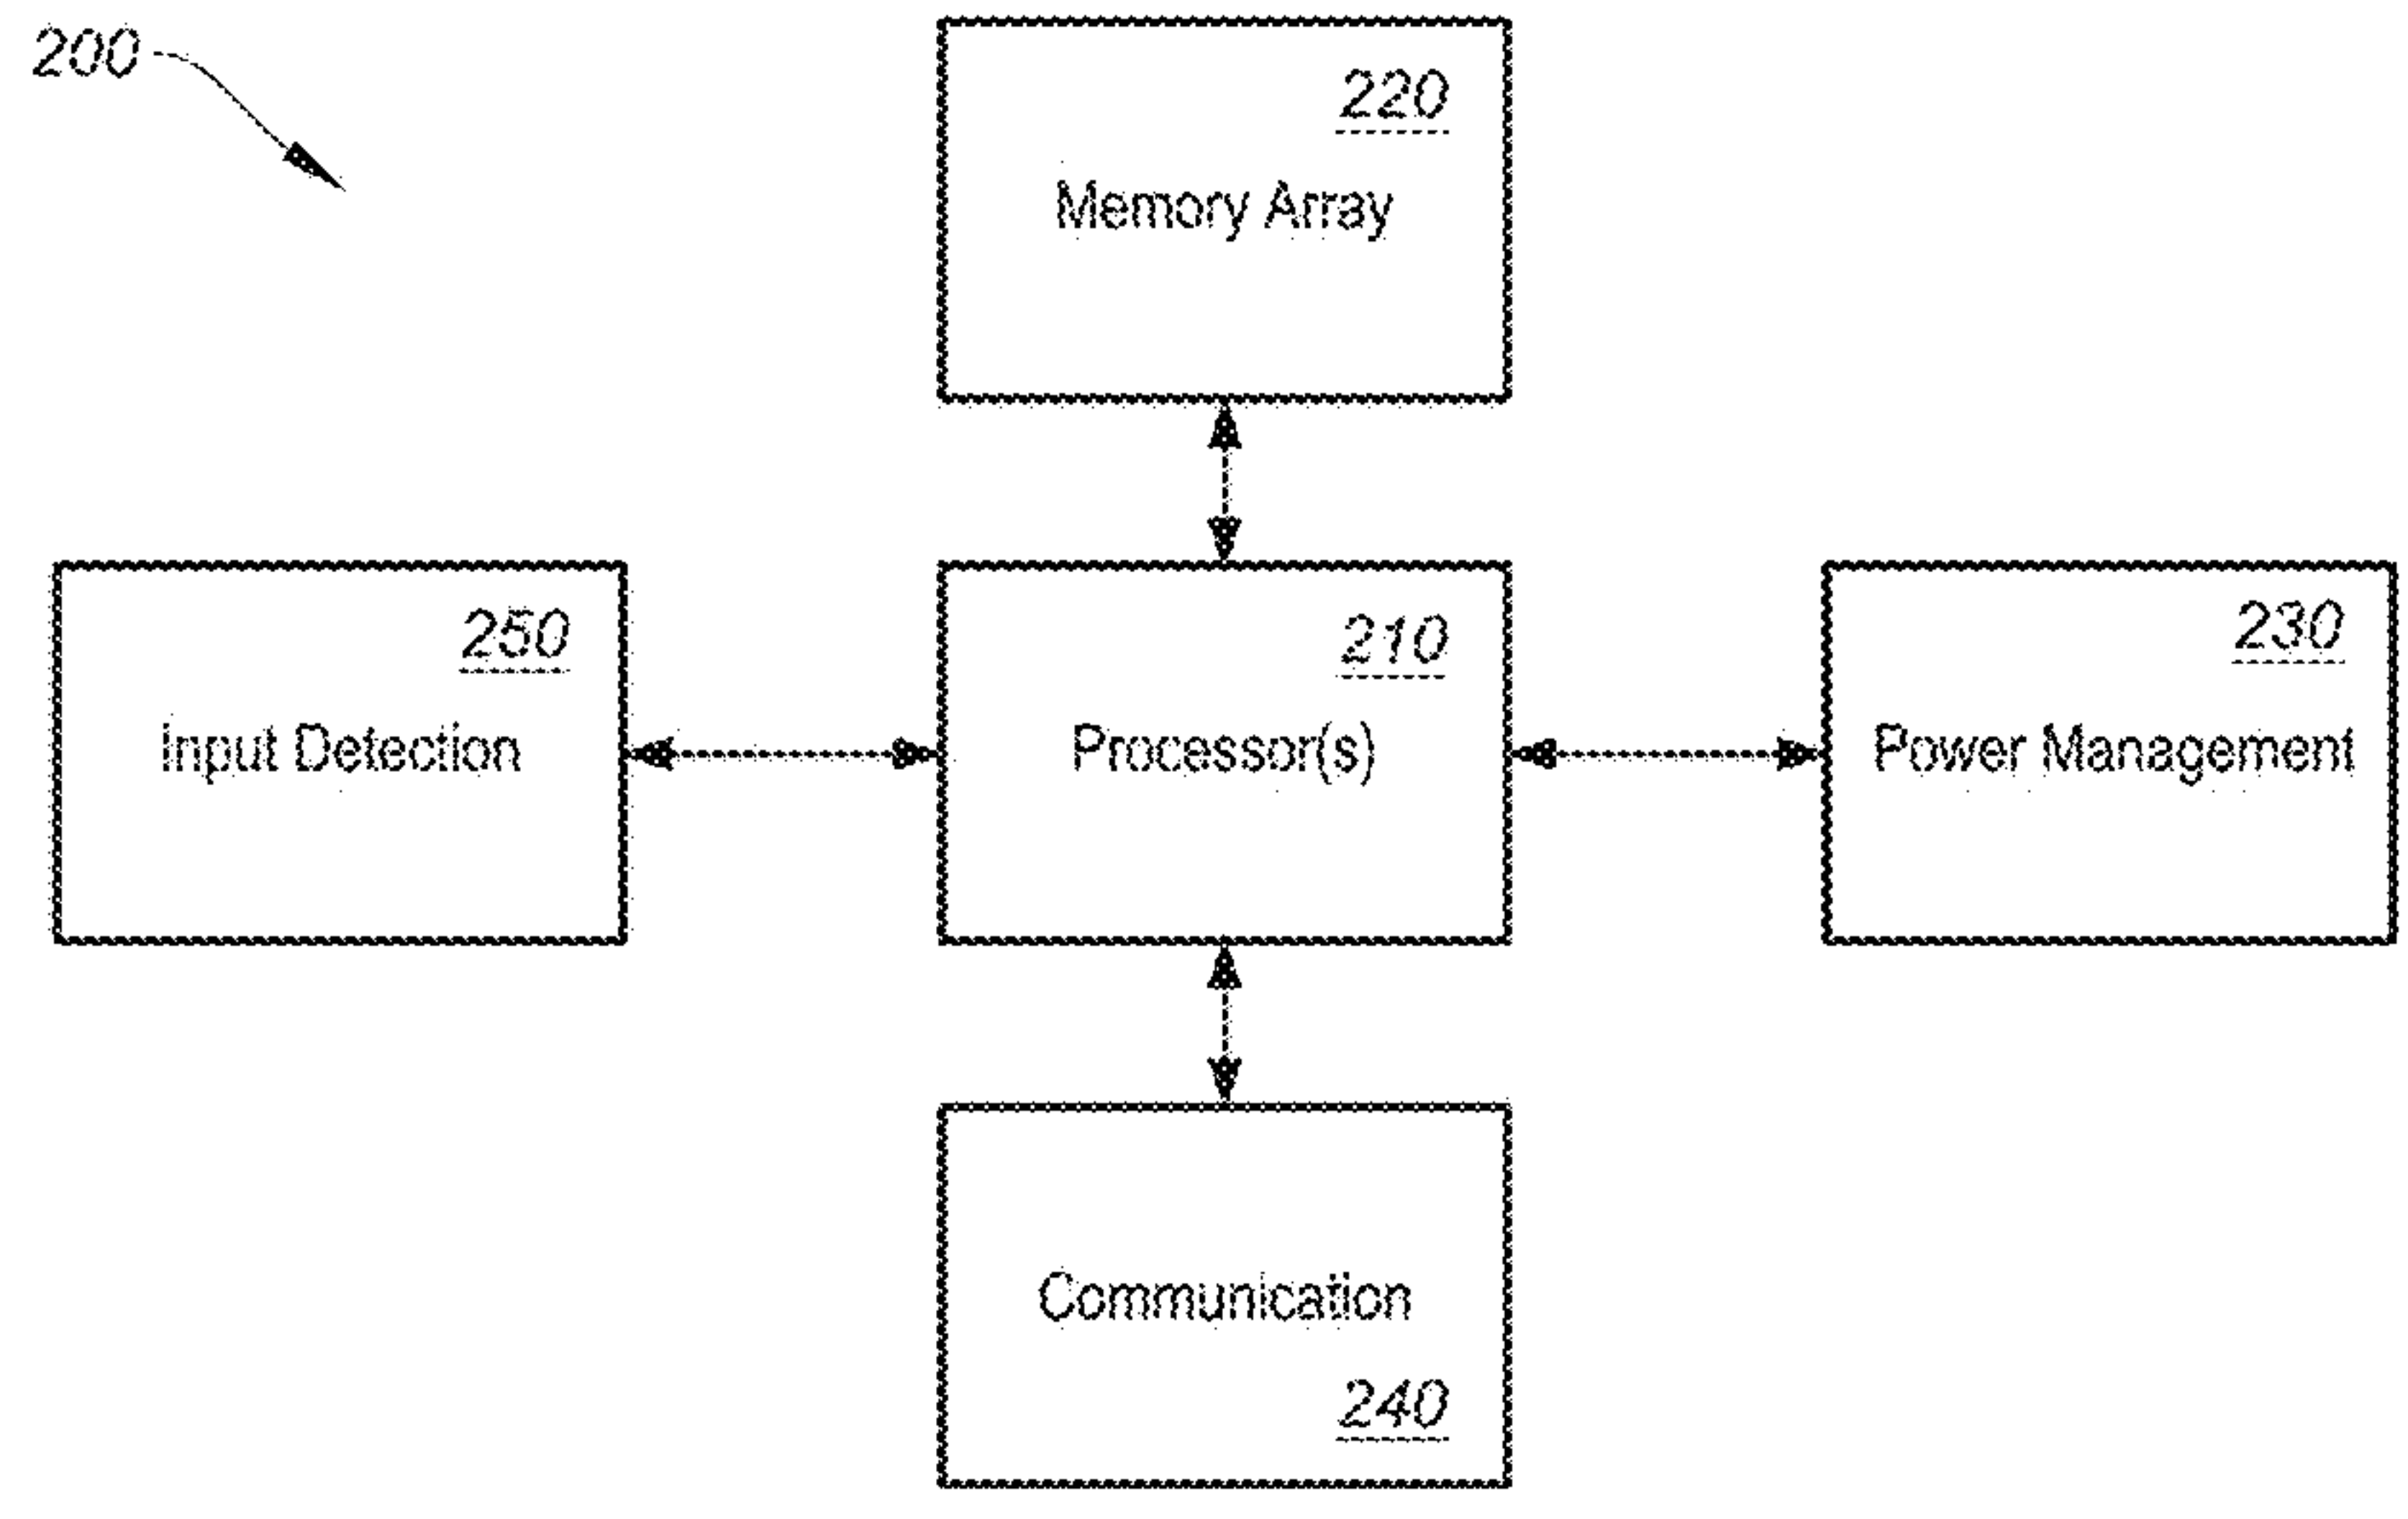 200
220
Memory Array
250
Input Detection
210
Processor(s)
230
Power Management
Communication
240